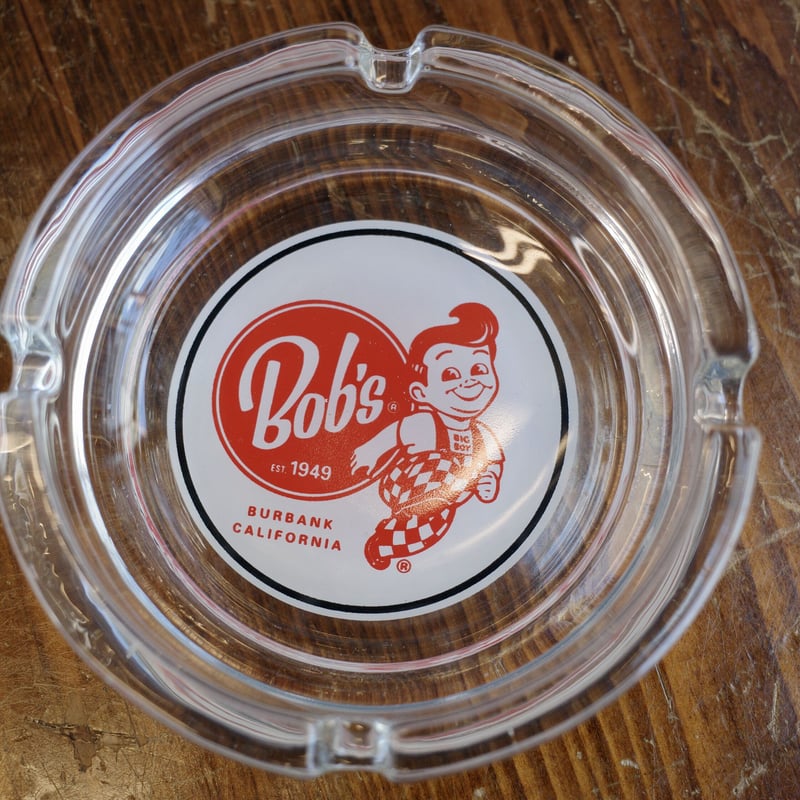 Bob's®
EST. 1949
BIG
BOY
BURBANK
CALIFORNIA
®